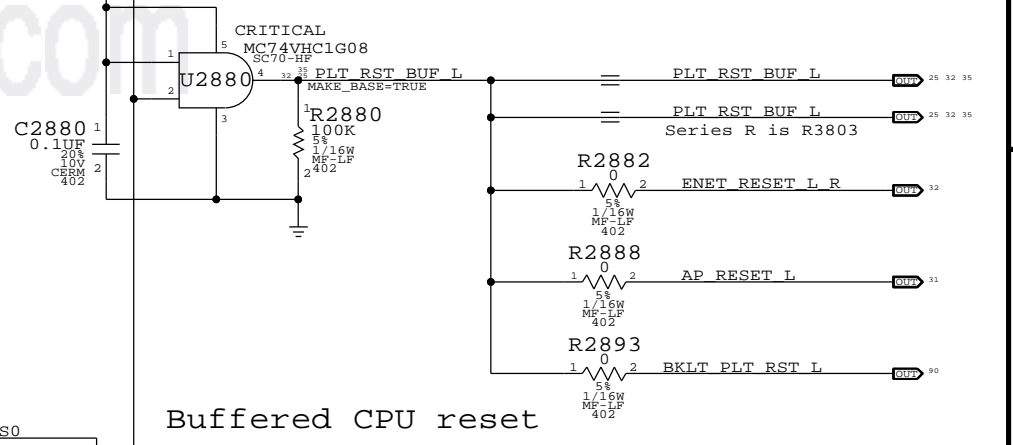 com
CRITICAL
MC74VHC1G08
SC70-HF
5
1
U2880
4
2
3
32 35
PLT_RST_BUF_L
MAKE_BASE=TRUE
PLT_RST_BUF_L
OUT 25 32 35
PLT_RST_BUF_L
OUT 25 32 35
Series R is R3803
C2880 1
0.1UF
20%
10V
CERM
402
2
1
R2880
100K
5%
1/16W
MF-LF
402
2
R2882
0
1 2 ENET_RESET_L_R OUT 32
5%
1/16W
MF-LF
402
R2888
0
1 2 AP_RESET_L OUT 31
5%
1/16W
MF-LF
402
R2893
0
1 2 BKLT_PLT_RST_L OUT 90
5%
1/16W
MF-LF
402
Buffered CPU reset
S0